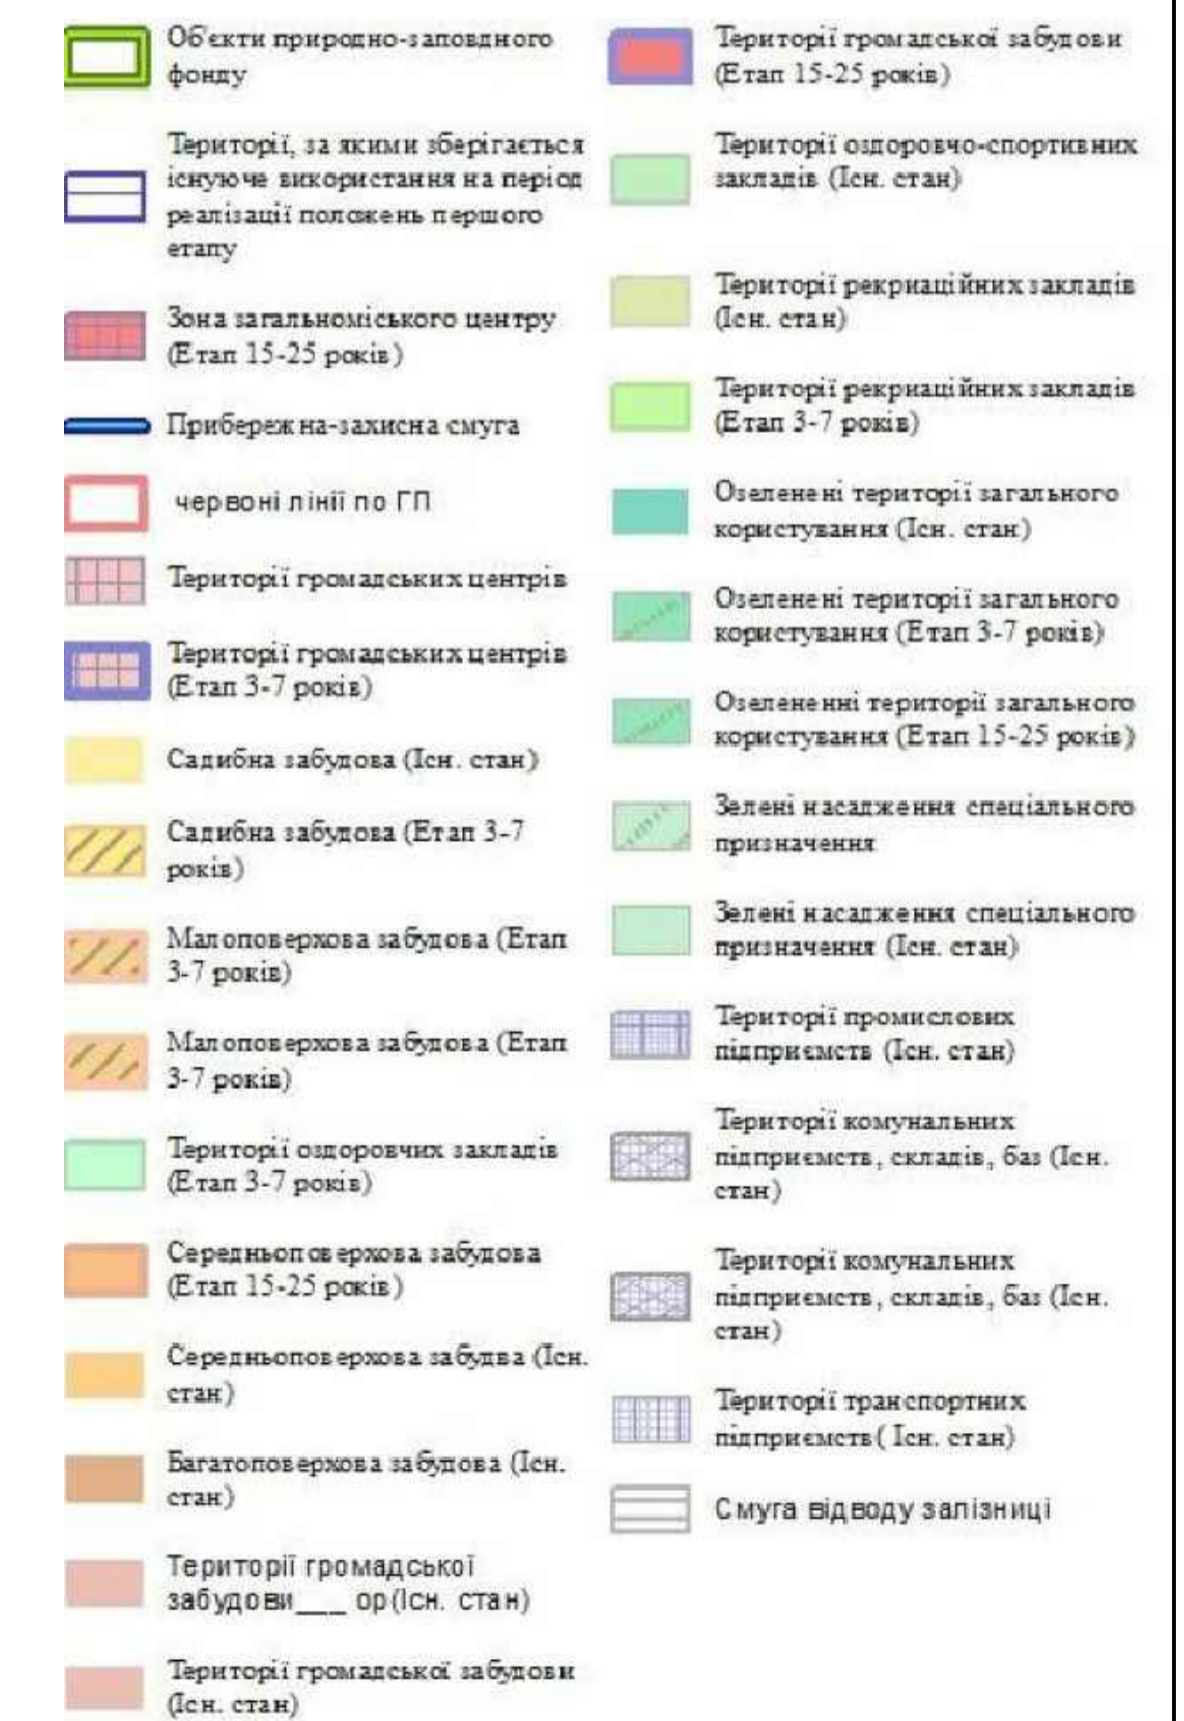 Об'єкти природно-заповдного
фонду
Території, за якими зберігається
існуюче використання на період
реалізації положень першого
етапу
Зона загальноміського центру
(Етап 15-25 років)
Прибережна-захисна смуга
червоні лінії по ГП
Території громадських центрів
Території громадських центрів
(Етап 3-7 років)
Садибна забудова (Існ. стан)
Садибна забудова (Етап 3-7
років)
Малоповерхова забудова (Етап
3-7 років)
Малоповерхова забудова (Етап
3-7 років)
Території оздоровчих закладів
(Етап 3-7 років)
Середньоповерхова забудова
(Етап 15-25 років)
Середньоповерхова забудва (Існ.
стан)
Багатоповерхова забудова (Існ.
стан)
Території громадської
забудови___ ор(Існ. стан)
Території громадської забудови
(Існ. стан)
Території громадської забудови
(Етап 15-25 років)
Території оздоровчо-спортивних
закладів (Існ. стан)
Території рекриаційних закладів
(Існ. стан)
Території рекриаційних закладів
(Етап 3-7 років)
Озеленені території загального
користування (Існ. стан)
Озеленені території загального
користування (Етап 3-7 років)
Озелененні території загального
користування (Етап 15-25 років)
Зелені насадження спеціального
призначення
Зелені насадження спеціального
призначення (Існ. стан)
Території промислових
підприємств (Існ. стан)
Території комунальних
підприємств, складів, баз (Існ.
стан)
Території комунальних
підприємств, складів, баз (Існ.
стан)
Території транспортних
підприємств( Існ. стан)
Смуга відводу залізниці